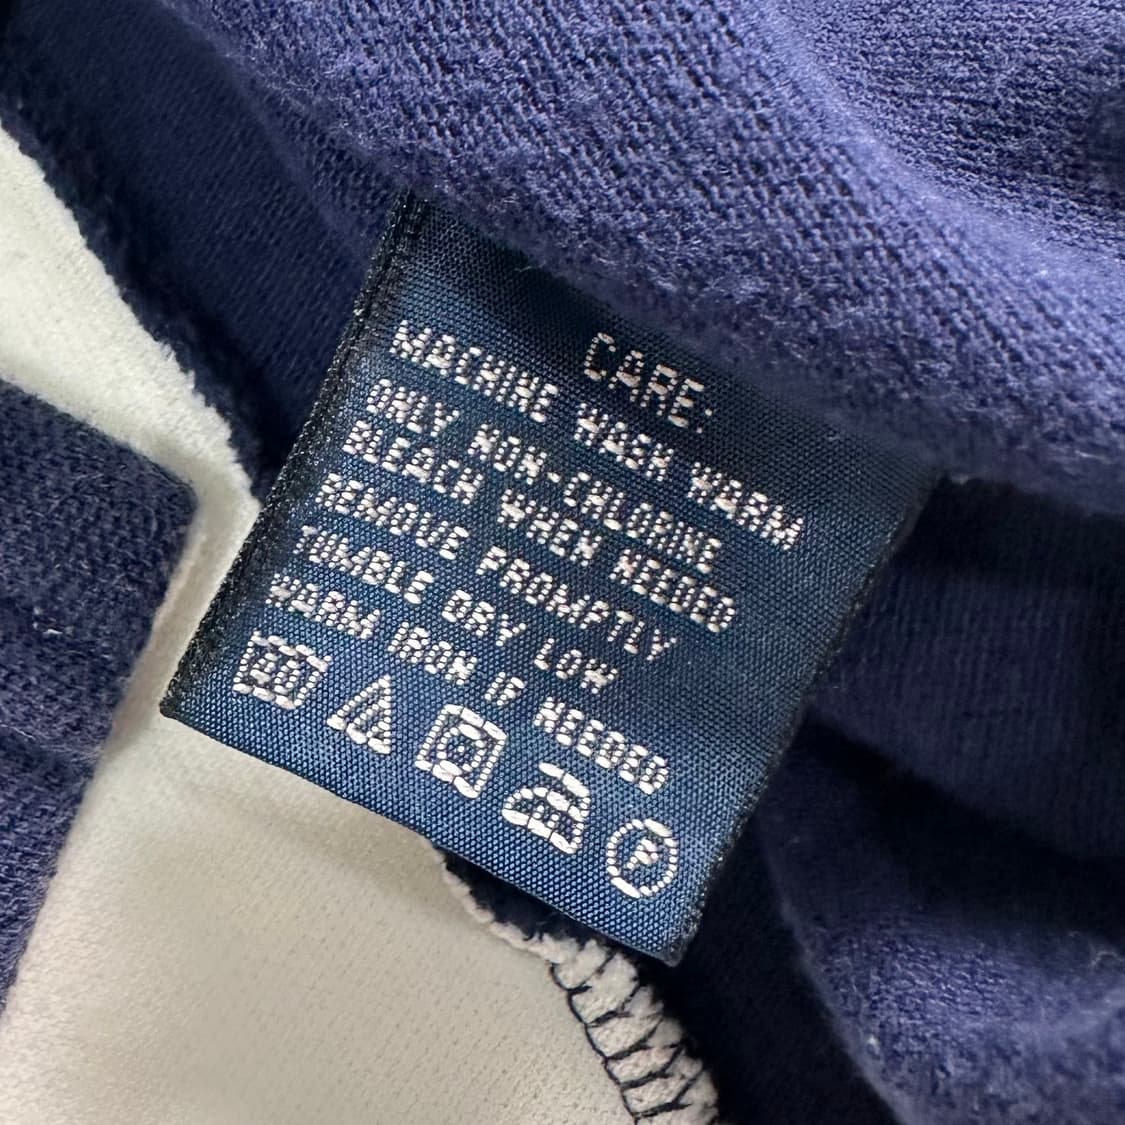 CARE:
MACHINE WASH WARM
ONLY NON-CHLORINE
BLEACH WHEN NEEDED
REMOVE PROMPTLY
TUMBLE DRY LOW
WARM IRON IF NEEDED
P